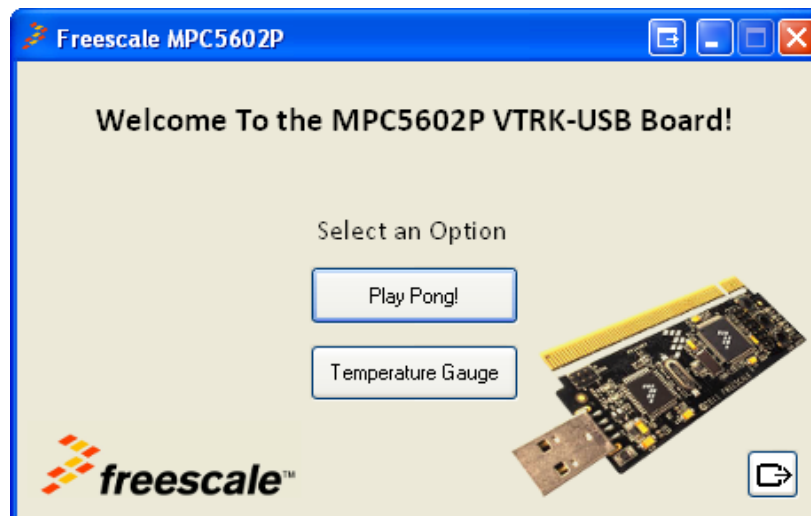 Freescale MPC5602P
Welcome To the MPC5602P VTRK-USB Board!
Select an Option
Play Pong!
Temperature Gauge
freescale™